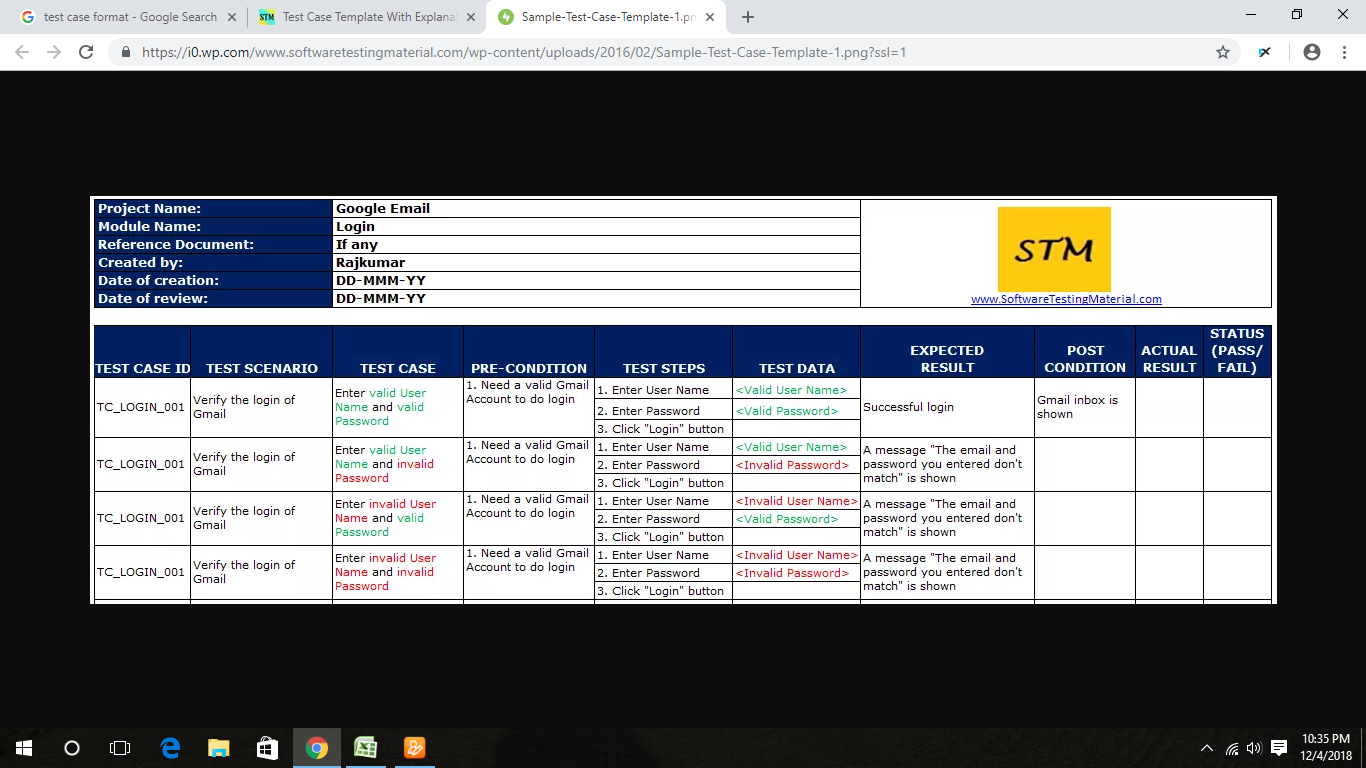 test case format - Google Search
Test Case Template With Explana
Sample-Test-Case-Template-1.pn
https://i0.wp.com/www.softwaretestingmaterial.com/wp-content/uploads/2016/02/Sample-Test-Case-Template-1.png?ssl=1
Project Name: Google Email
Module Name: Login
Reference Document: If any
Created by: Rajkumar
Date of creation: DD-MMM-YY
Date of review: DD-MMM-YY
STM
www.SoftwareTestingMaterial.com
TEST CASE ID
TEST SCENARIO
TEST CASE
PRE-CONDITION
TEST STEPS
TEST DATA
EXPECTED
RESULT
POST
CONDITION
ACTUAL
RESULT
STATUS
(PASS/
FAIL)
TC_LOGIN_001
Verify the login of
Gmail
Enter valid User
Name and valid
Password
1. Need a valid Gmail
Account to do login
1. Enter User Name
<Valid User Name>
2. Enter Password
<Valid Password>
3. Click "Login" button
Successful login
Gmail inbox is
shown
TC_LOGIN_001
Verify the login of
Gmail
Enter valid User
Name and invalid
Password
1. Need a valid Gmail
Account to do login
1. Enter User Name
<Valid User Name>
2. Enter Password
<Invalid Password>
3. Click "Login" button
A message "The email and
password you entered don't
match" is shown
TC_LOGIN_001
Verify the login of
Gmail
Enter invalid User
Name and valid
Password
1. Need a valid Gmail
Account to do login
1. Enter User Name
<Invalid User Name>
2. Enter Password
<Valid Password>
3. Click "Login" button
A message "The email and
password you entered don't
match" is shown
TC_LOGIN_001
Verify the login of
Gmail
Enter invalid User
Name and invalid
Password
1. Need a valid Gmail
Account to do login
1. Enter User Name
<Invalid User Name>
2. Enter Password
<Invalid Password>
3. Click "Login" button
A message "The email and
password you entered don't
match" is shown
10:35 PM
12/4/2018